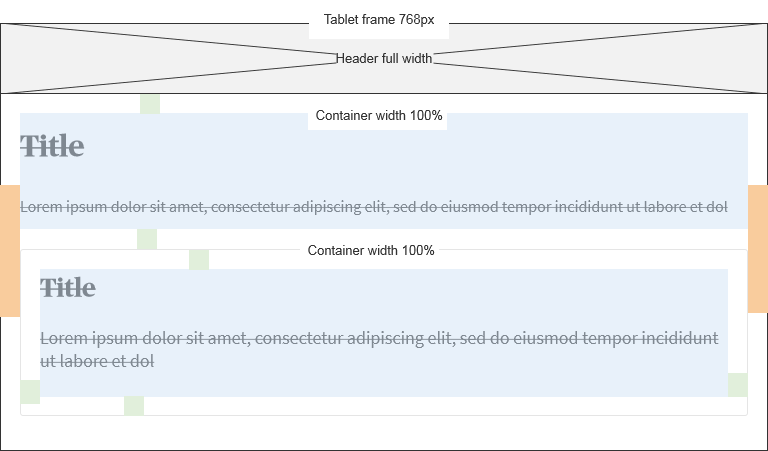 Tablet frame 768px
Header full width
Container width 100%
Title
Lorem ipsum dolor sit amet, consectetur adipiscing elit, sed do eiusmod tempor incididunt ut labore et dol
Container width 100%
Title
Lorem ipsum dolor sit amet, consectetur adipiscing elit, sed do eiusmod tempor incididunt
ut labore et dol